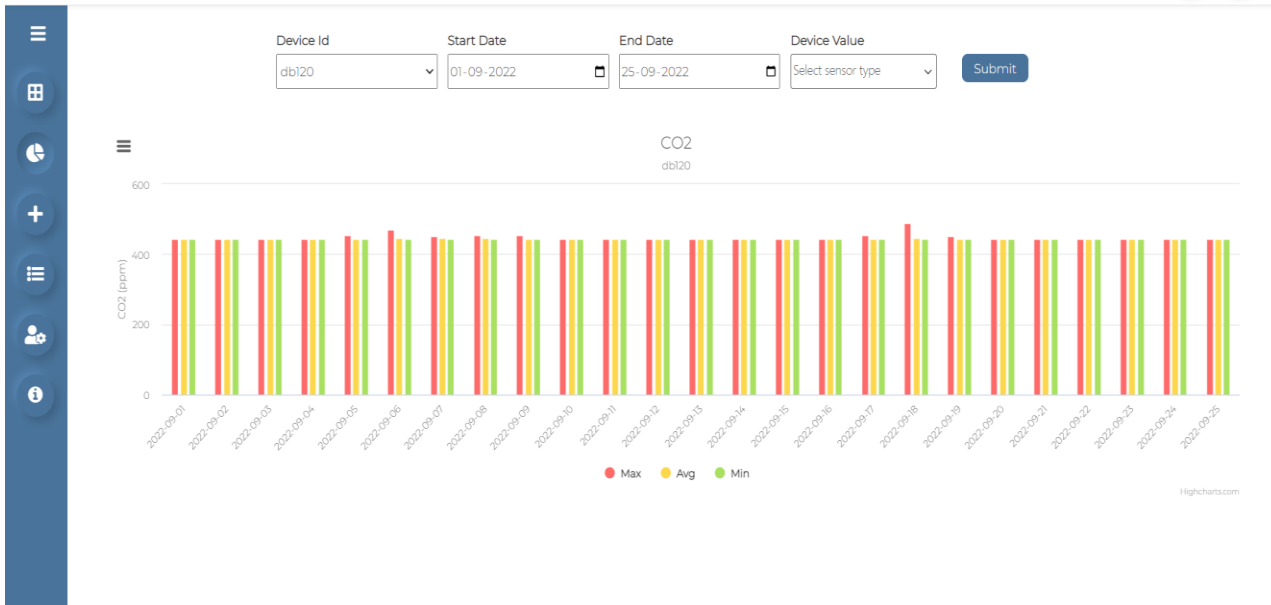 Device Id
Start Date
End Date
Device Value
db120
01-09-2022
25-09-2022
Select sensor type
Submit
CO2
db120
CO2 (ppm)
600
400
200
0
2022-09-01
2022-09-02
2022-09-03
2022-09-04
2022-09-05
2022-09-06
2022-09-07
2022-09-08
2022-09-09
2022-09-10
2022-09-11
2022-09-12
2022-09-13
2022-09-14
2022-09-15
2022-09-16
2022-09-17
2022-09-18
2022-09-19
2022-09-20
2022-09-21
2022-09-22
2022-09-23
2022-09-24
2022-09-25
Max
Avg
Min
Highcharts.com